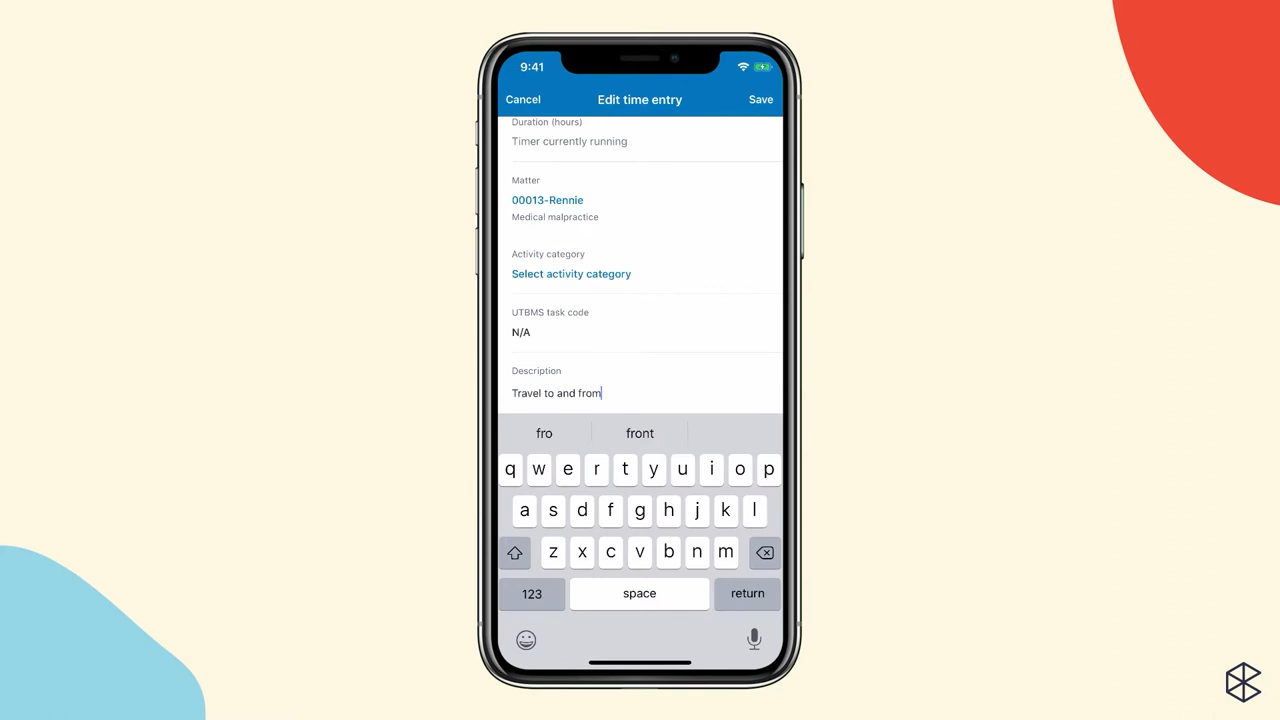 9:41
Cancel Edit time entry Save
Duration (hours)
Timer currently running
Matter
00013-Rennie
Medical malpractice
Activity category
Select activity category
UTBMS task code
N/A
Description
Travel to and from
fro front
q w e r t y u i o p
a s d f g h j k l
z x c v b n m
123 space return